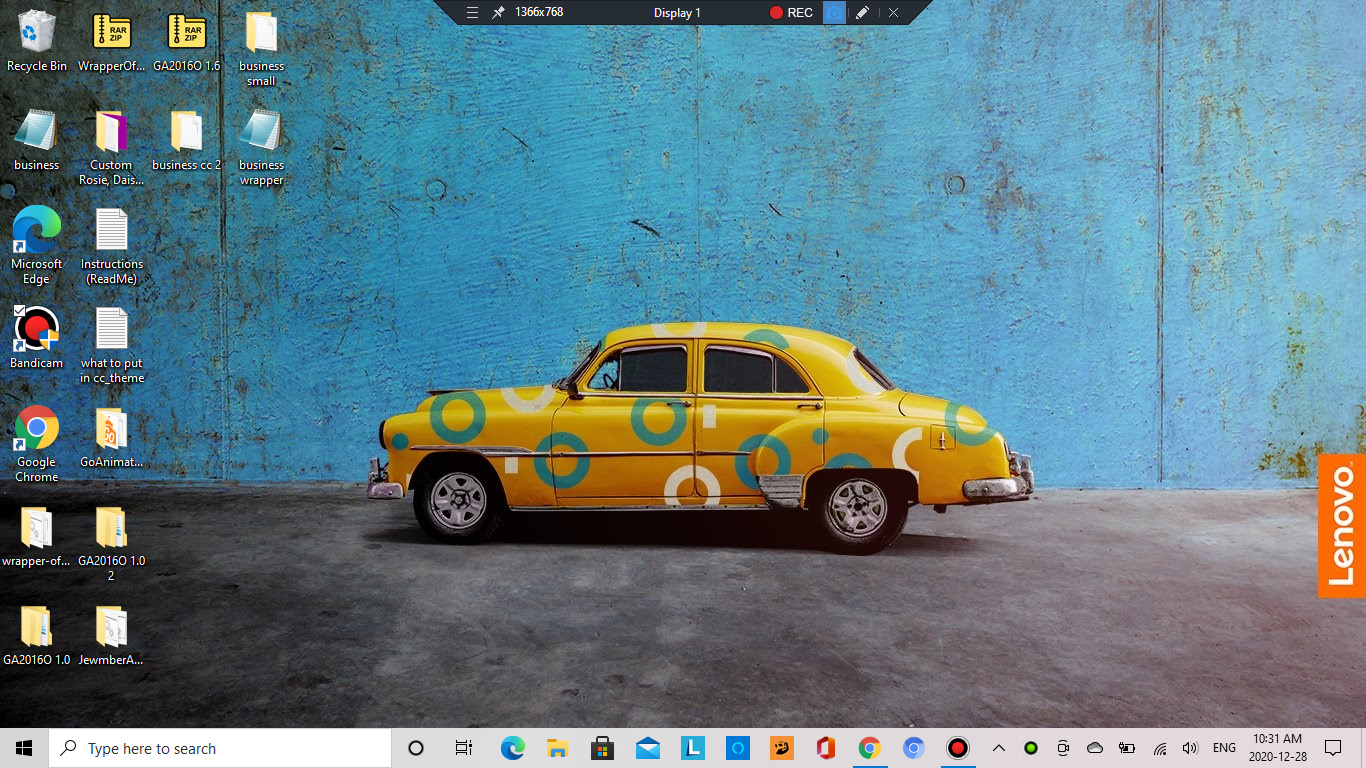 1366x768
Display 1
REC
Recycle Bin
RAR
ZIP
WrapperOf...
RAR
ZIP
GA2016O 1.6
business
small
business
Custom
Rosie, Dais...
business cc 2
business
wrapper
Microsoft
Edge
Instructions
(ReadMe)
Bandicam
what to put
in cc_theme
Google
Chrome
GoAnimat...
wrapper-of...
GA2016O 1.0
2
GA2016O 1.0
JewmberA...
Lenovo
Type here to search
L
ENG
10:31 AM
2020-12-28